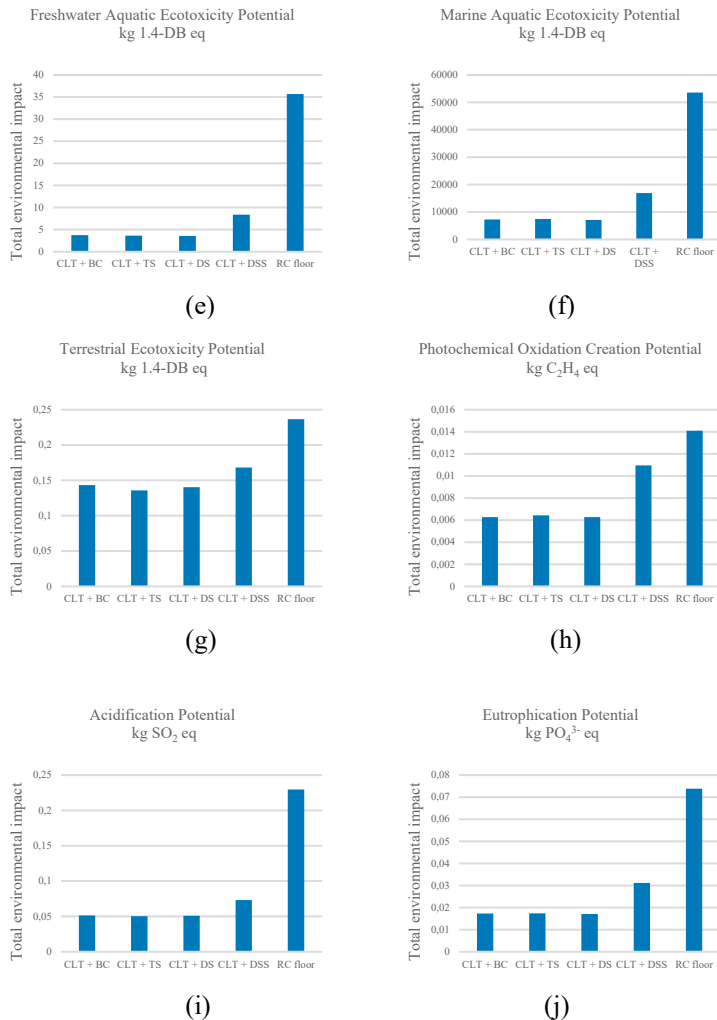 Freshwater Aquatic Ecotoxicity Potential
kg 1.4-DB eq
Total environmental impact
40
35
30
25
20
15
10
5
0
CLT + BC CLT + TS CLT + DS CLT + DSS RC floor
(e)
Marine Aquatic Ecotoxicity Potential
kg 1.4-DB eq
Total environmental impact
60000
50000
40000
30000
20000
10000
0
CLT + BC CLT + TS CLT + DS CLT + DSS RC floor
(f)
Terrestrial Ecotoxicity Potential
kg 1.4-DB eq
Total environmental impact
0,25
0,2
0,15
0,1
0,05
0
CLT + BC CLT + TS CLT + DS CLT + DSS RC floor
(g)
Photochemical Oxidation Creation Potential
kg C₂H₄ eq
Total environmental impact
0,016
0,014
0,012
0,01
0,008
0,006
0,004
0,002
0
CLT + BC CLT + TS CLT + DS CLT + DSS RC floor
(h)
Acidification Potential
kg SO₂ eq
Total environmental impact
0,25
0,2
0,15
0,1
0,05
0
CLT + BC CLT + TS CLT + DS CLT + DSS RC floor
(i)
Eutrophication Potential
kg PO₄³⁻ eq
Total environmental impact
0,08
0,07
0,06
0,05
0,04
0,03
0,02
0,01
0
CLT + BC CLT + TS CLT + DS CLT + DSS RC floor
(j)